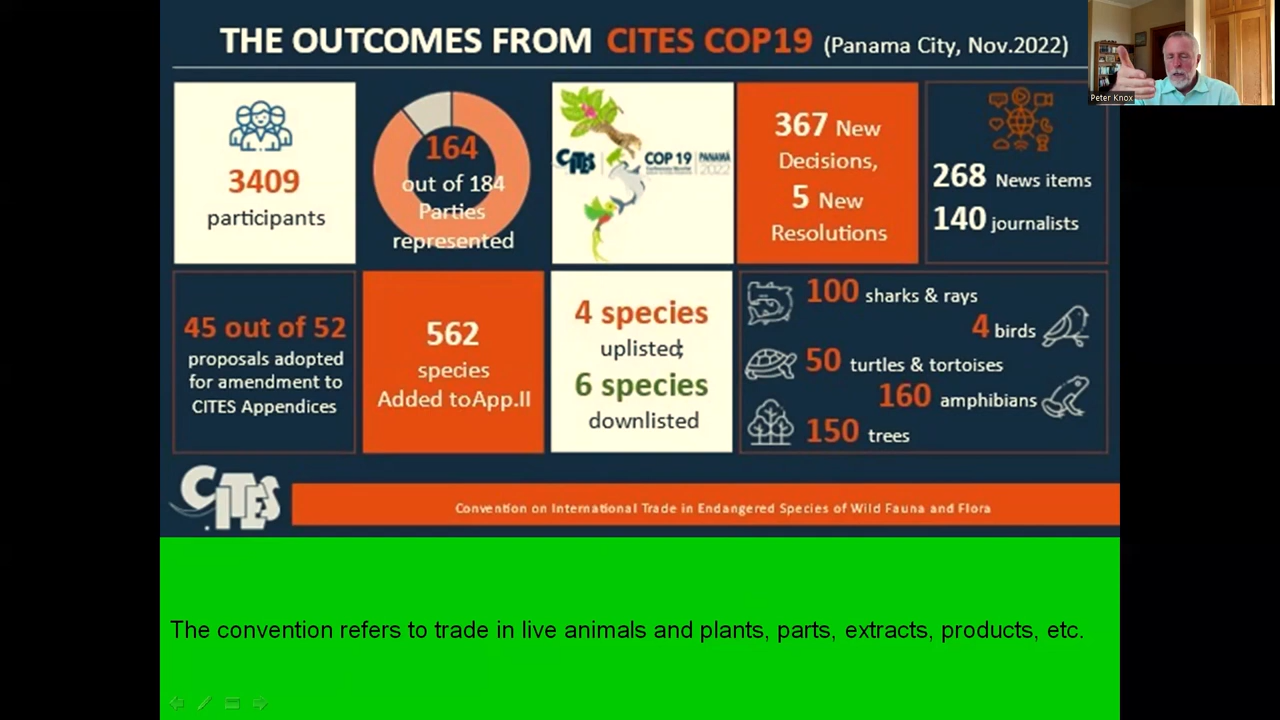 THE OUTCOMES FROM CITES COP19 (Panama City, Nov.2022)
Peter Knox
3409
participants
164
out of 184
Parties
represented
CITES
COP 19 PANAMÁ
2022
367 New
Decisions,
5 New
Resolutions
268 News items
140 journalists
45 out of 52
proposals adopted
for amendment to
CITES Appendices
562
species
Added toApp.II
4 species
uplisted;
6 species
downlisted
100 sharks & rays
4 birds
50 turtles & tortoises
160 amphibians
150 trees
CITES
Convention on International Trade in Endangered Species of Wild Fauna and Flora
The convention refers to trade in live animals and plants, parts, extracts, products, etc.